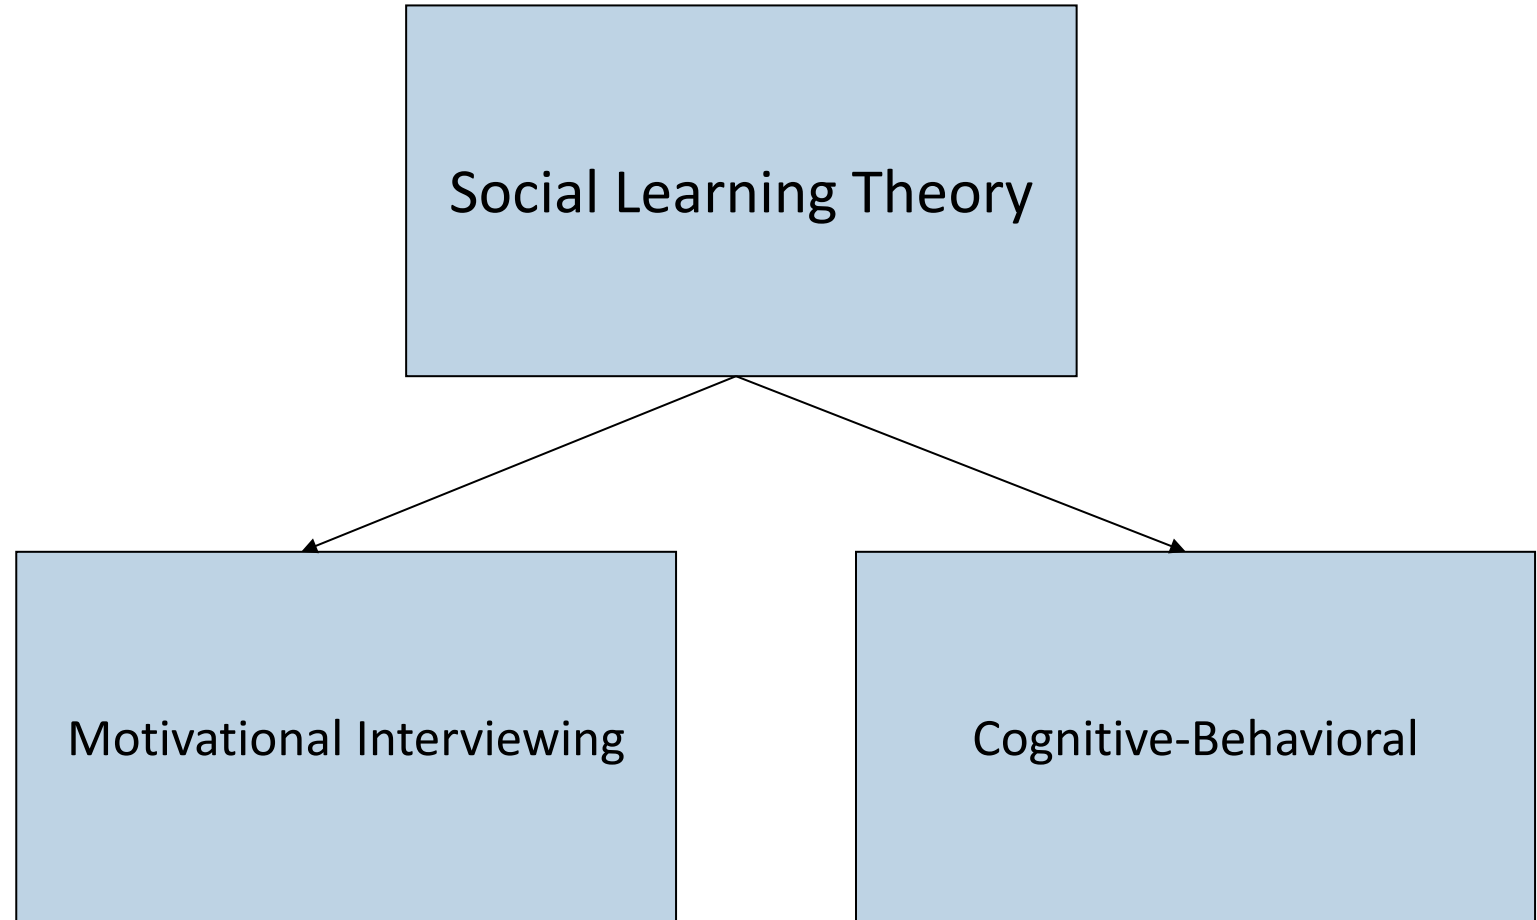 Social Learning Theory
Motivational Interviewing
Cognitive-Behavioral